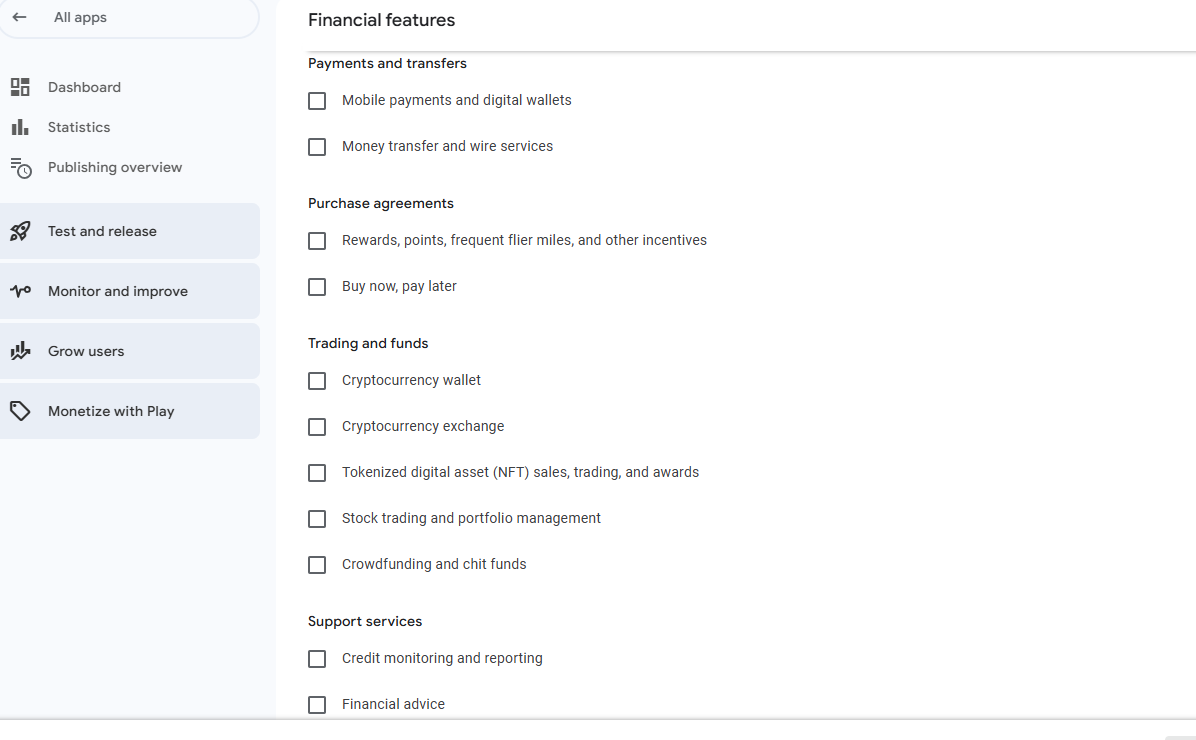 All apps
Dashboard
Statistics
Publishing overview
Test and release
Monitor and improve
Grow users
Monetize with Play
Financial features
Payments and transfers
Mobile payments and digital wallets
Money transfer and wire services
Purchase agreements
Rewards, points, frequent flier miles, and other incentives
Buy now, pay later
Trading and funds
Cryptocurrency wallet
Cryptocurrency exchange
Tokenized digital asset (NFT) sales, trading, and awards
Stock trading and portfolio management
Crowdfunding and chit funds
Support services
Credit monitoring and reporting
Financial advice